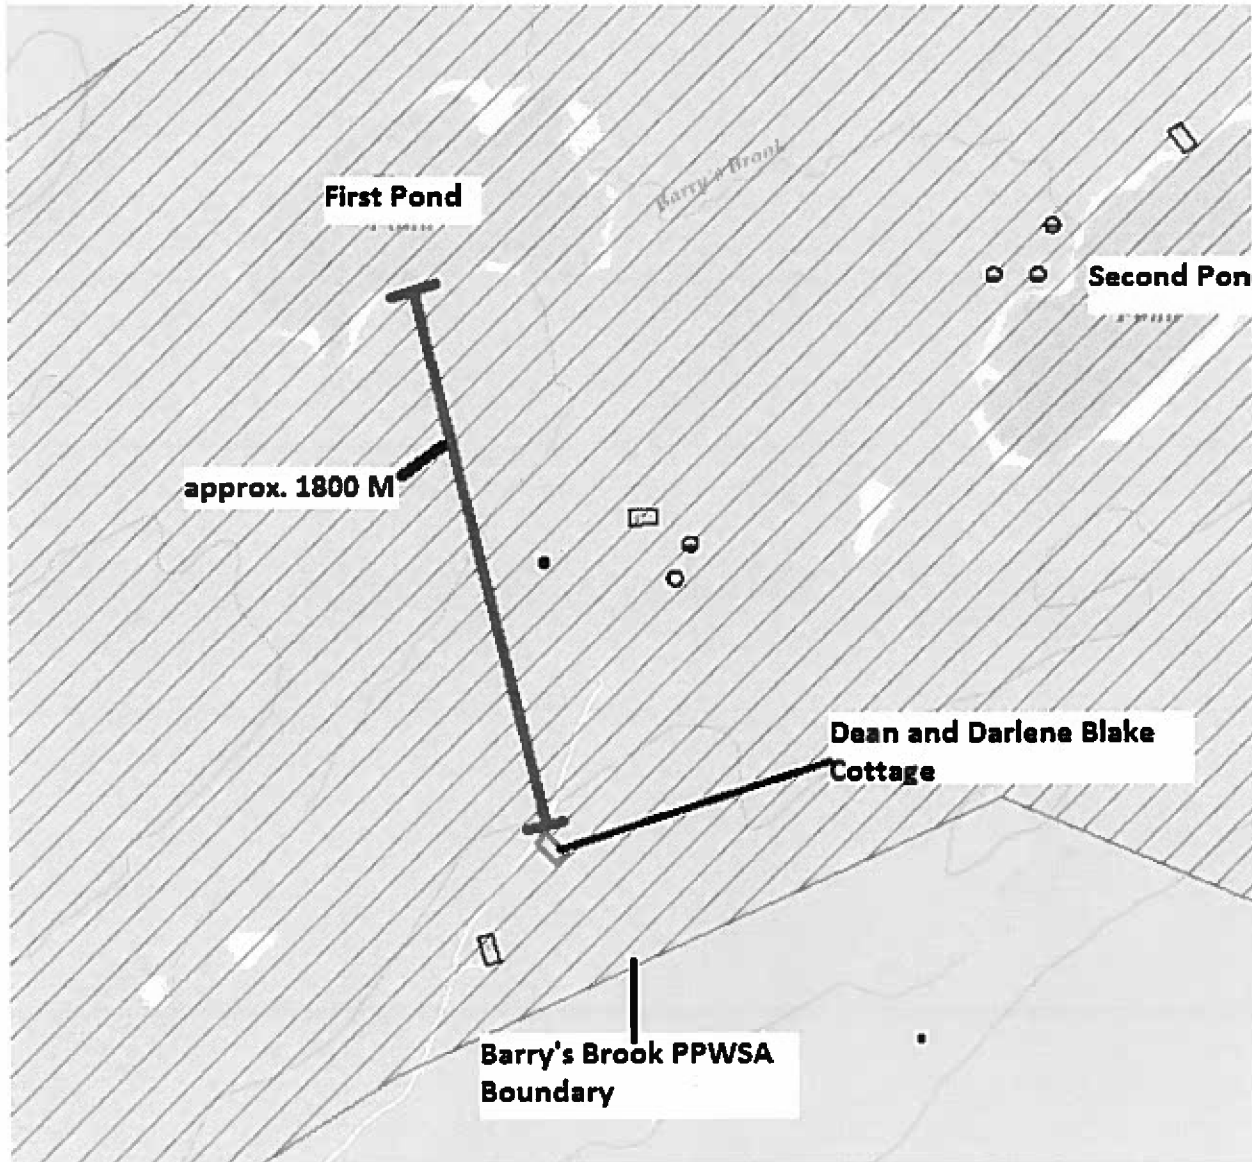 Barry's Brook
First Pond
Second Pon
approx. 1800 M
Dean and Darlene Blake
Cottage
Barry's Brook PPWSA
Boundary